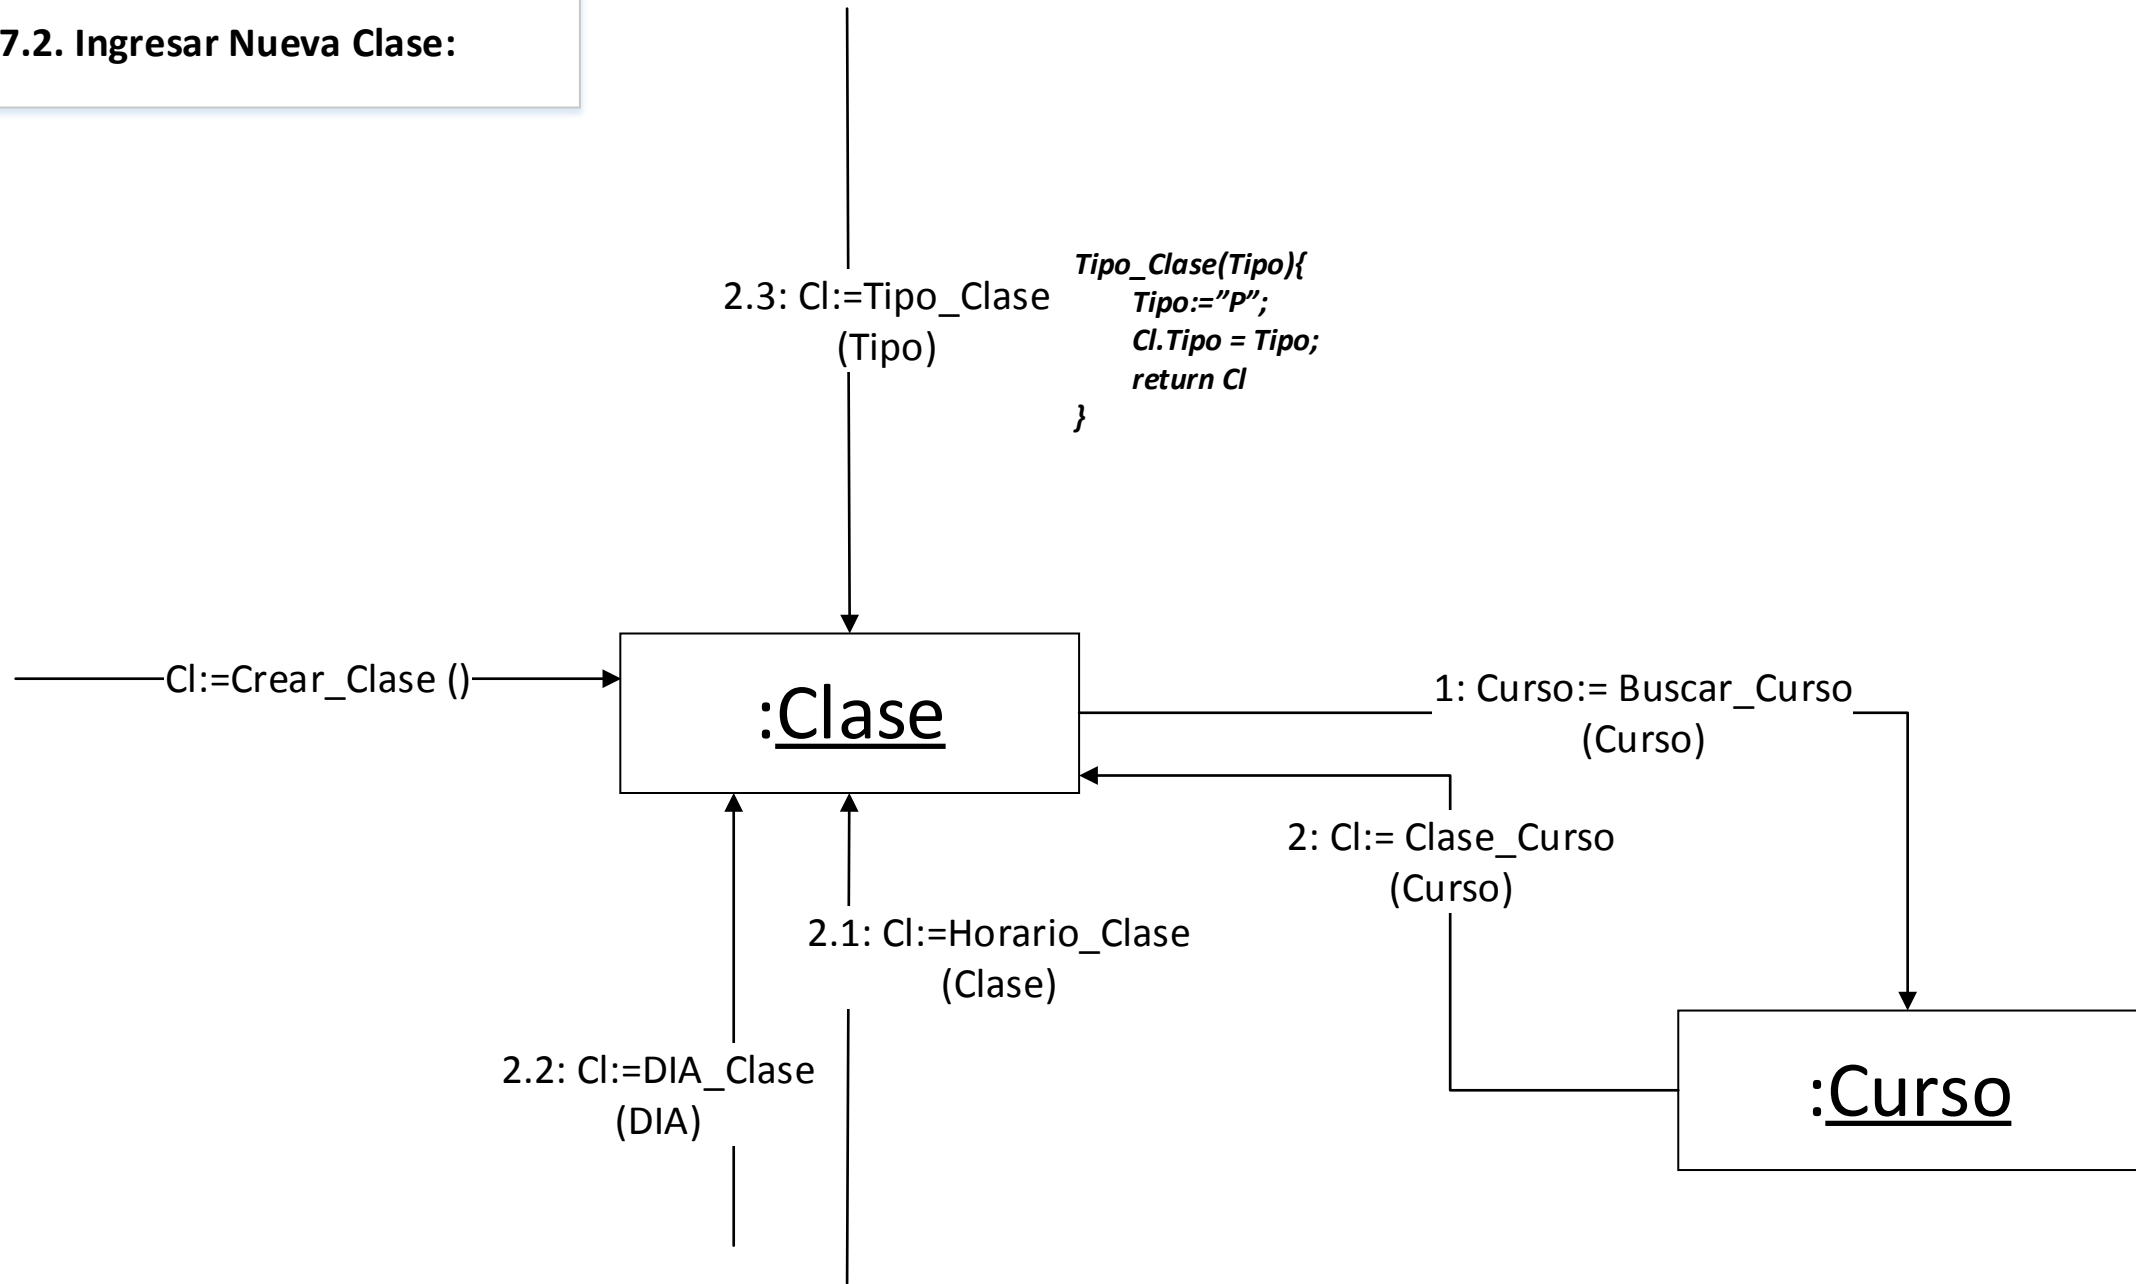 7.2. Ingresar Nueva Clase:
2.3: Cl:=Tipo_Clase
(Tipo)
Tipo_Clase(Tipo){
Tipo:=”P”;
Cl.Tipo = Tipo;
return Cl
}
Cl:=Crear_Clase ()
:Clase
1: Curso:= Buscar_Curso
(Curso)
2: Cl:= Clase_Curso
(Curso)
2.1: Cl:=Horario_Clase
(Clase)
2.2: Cl:=DIA_Clase
(DIA)
:Curso